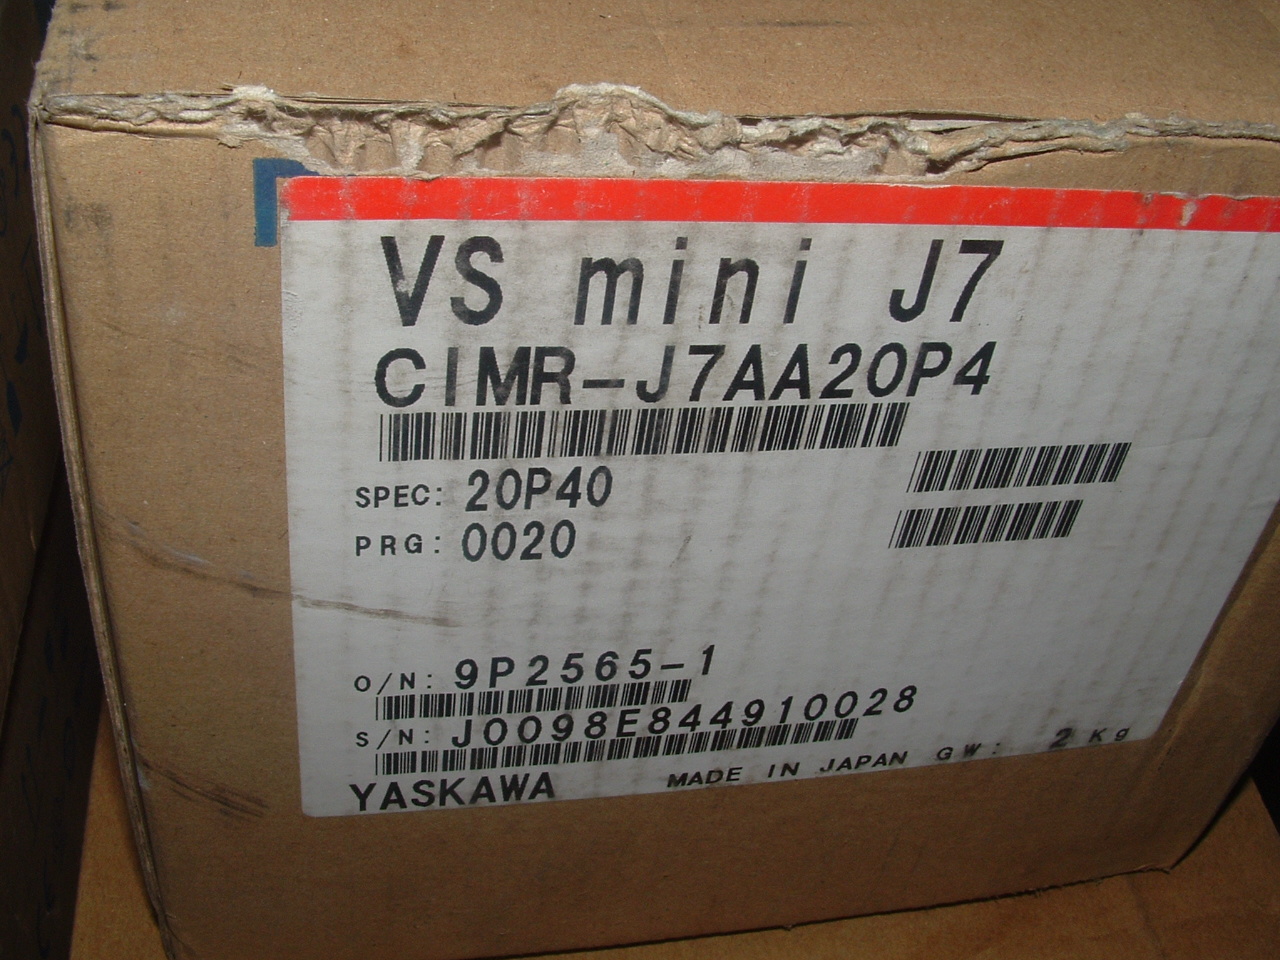 VS mini J7
CIMR-J7AA20P4
SPEC: 20P40
PRG: 0020
O/N: 9P2565-1
S/N: J0098E844910028
YASKAWA MADE IN JAPAN GW: 2 Kg